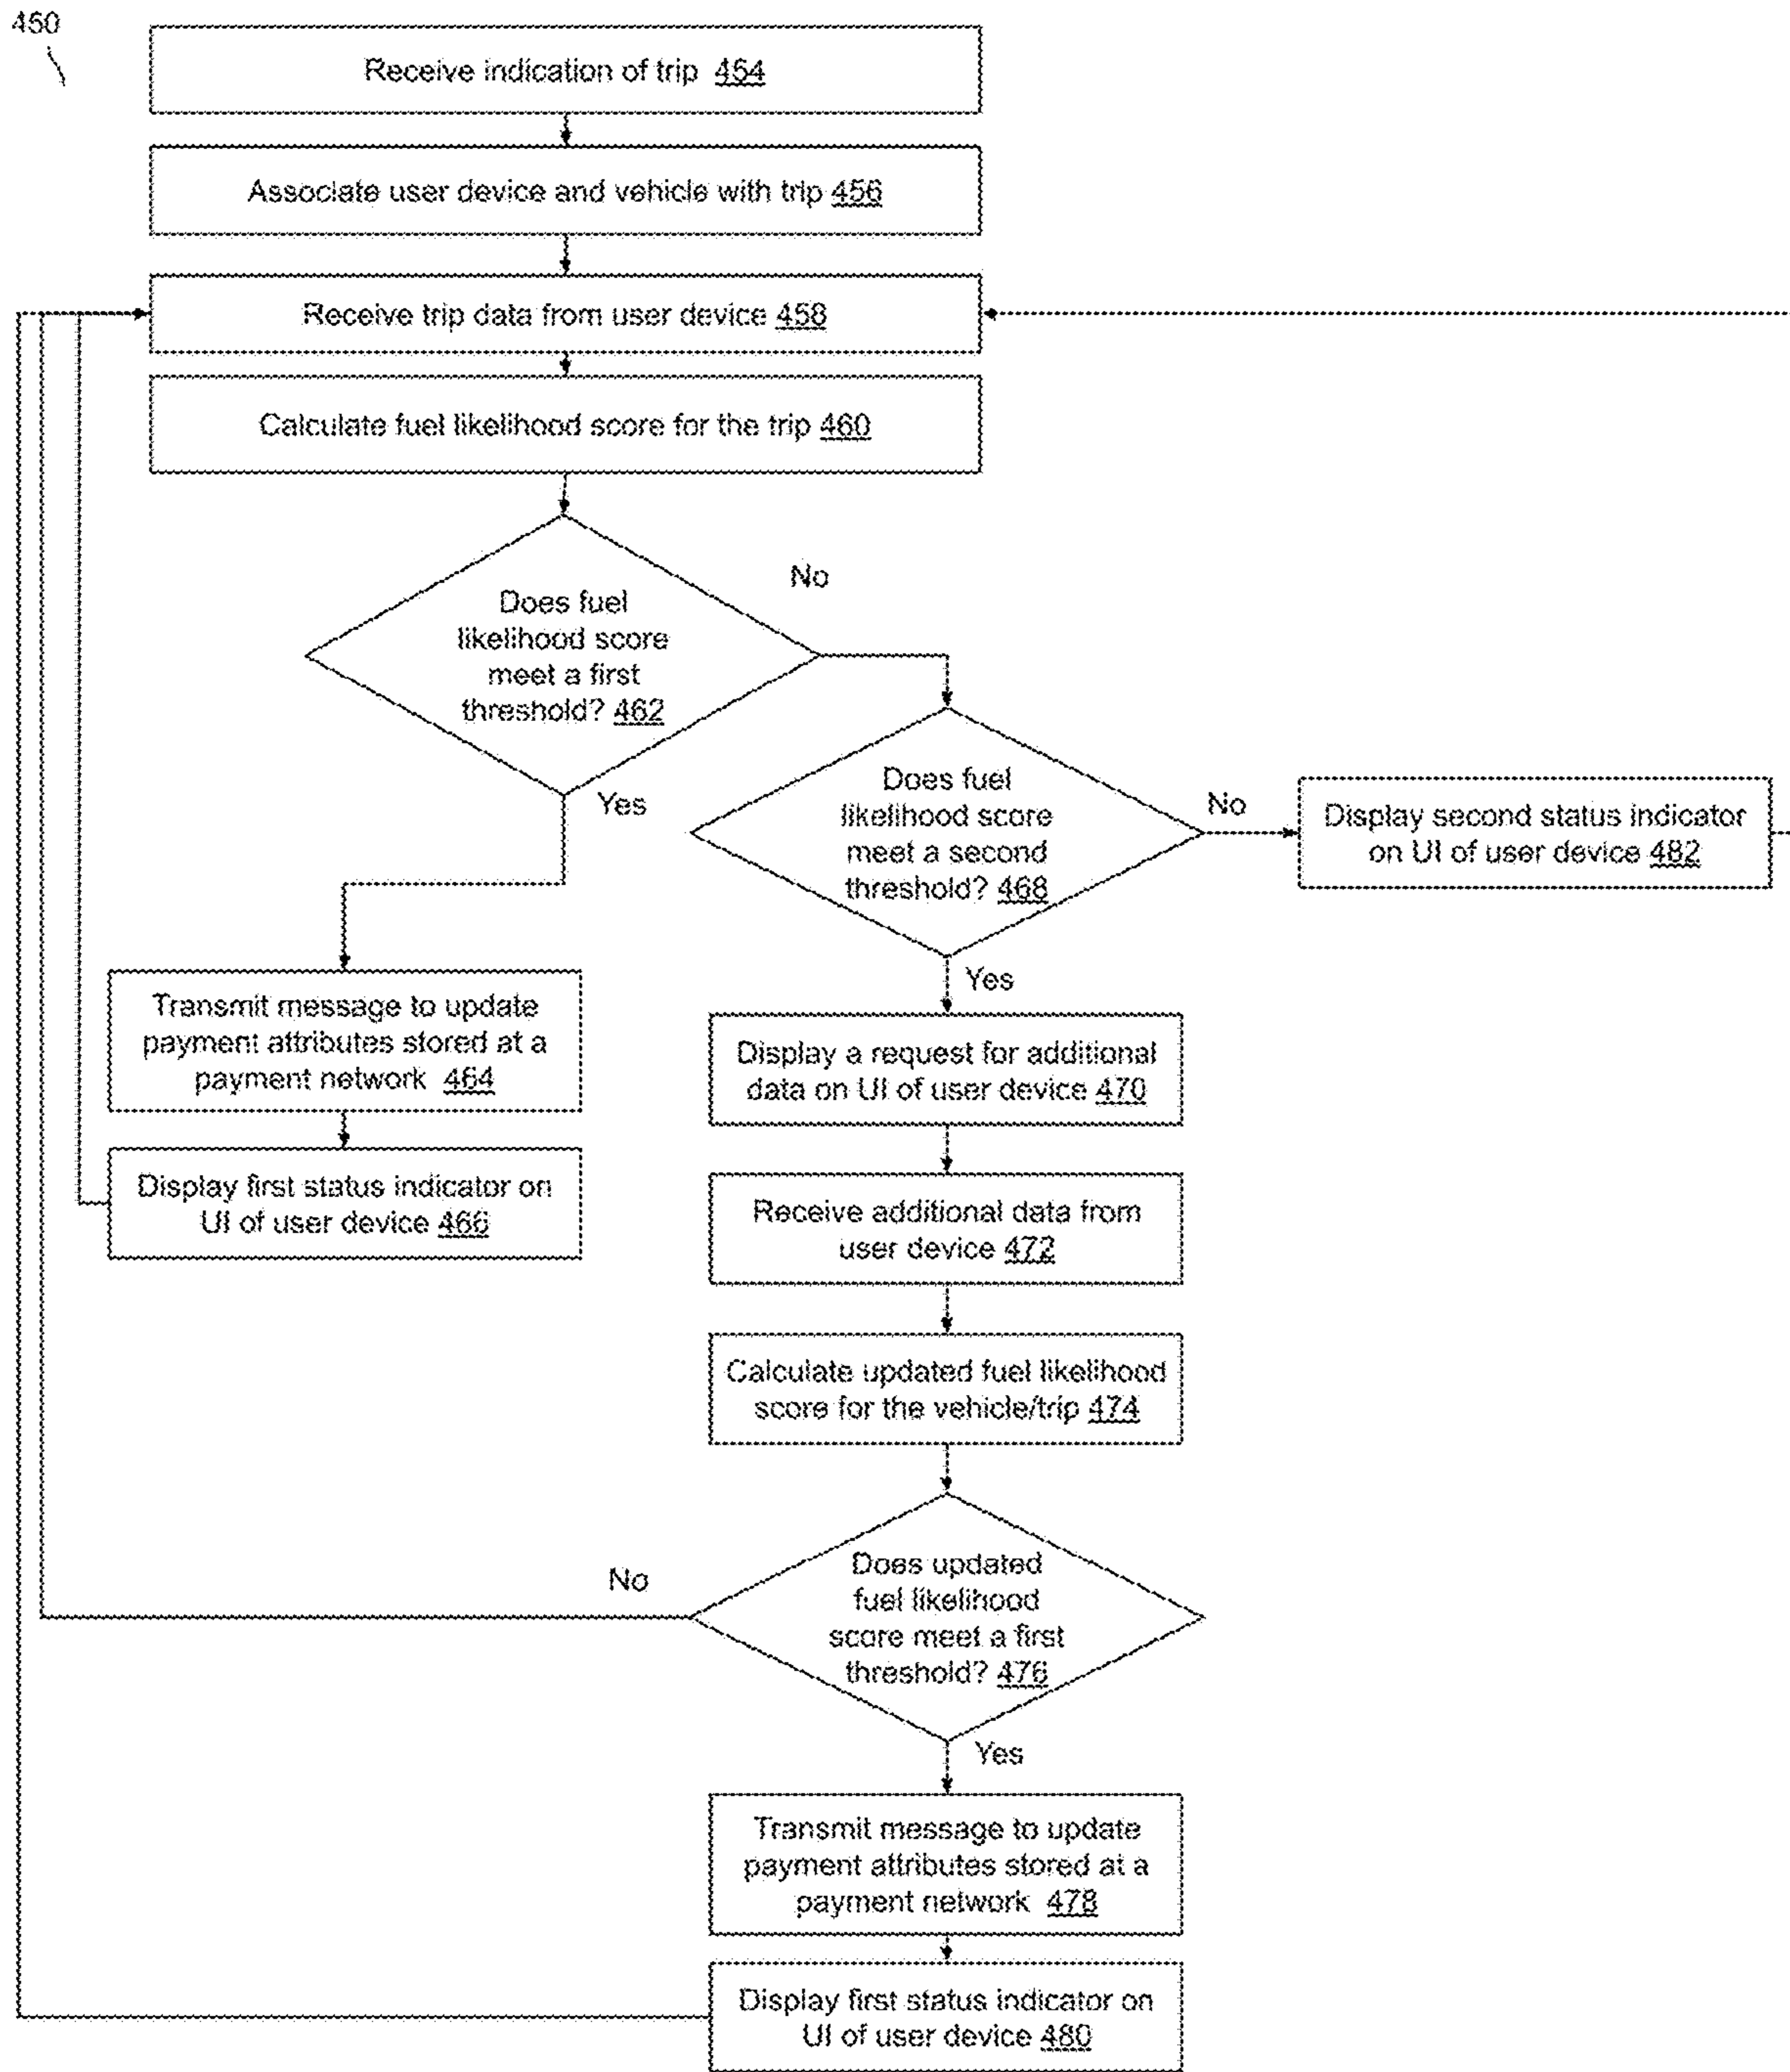 450
Receive indication of trip 454
Associate user device and vehicle with trip 456
Receive trip data from user device 458
Calculate fuel likelihood score for the trip 460
No
Does fuel
likelihood score
meet a first
threshold? 462
Yes
Does fuel
likelihood score
meet a second
threshold? 468
No
Display second status indicator
on UI of user device 482
Yes
Transmit message to update
payment attributes stored at a
payment network 464
Display a request for additional
data on UI of user device 470
Display first status indicator on
UI of user device 466
Receive additional data from
user device 472
Calculate updated fuel likelihood
score for the vehicle/trip 474
No
Does updated
fuel likelihood
score meet a first
threshold? 476
Yes
Transmit message to update
payment attributes stored at a
payment network 478
Display first status indicator on
UI of user device 480